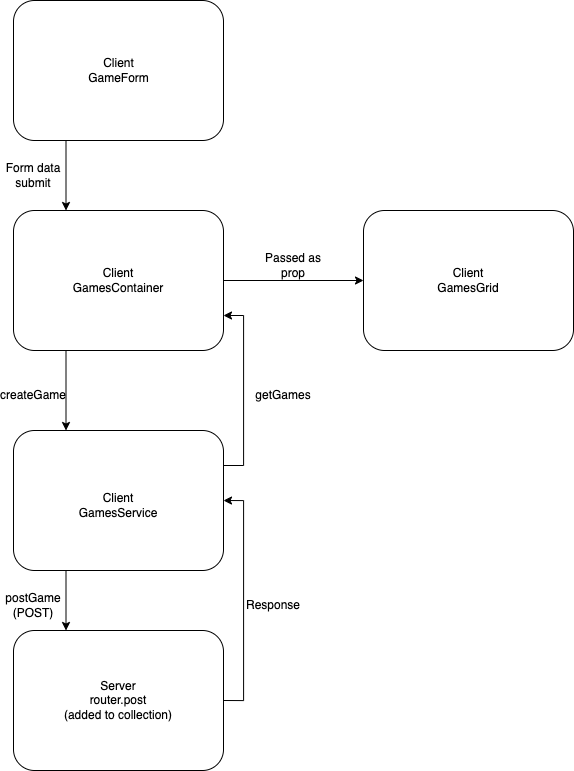 Client
GameForm
Form data
submit
Client
GamesContainer
Passed as
prop
Client
GamesGrid
createGame
getGames
Client
GamesService
postGame
(POST)
Response
Server
router.post
(added to collection)